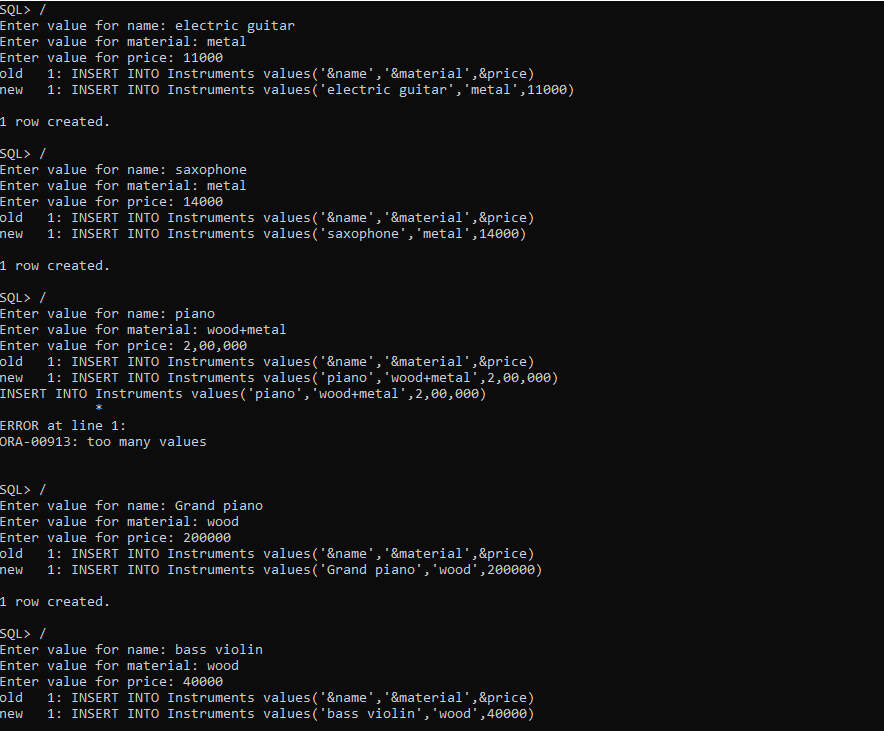 SQL> /
Enter value for name: electric guitar
Enter value for material: metal
Enter value for price: 11000
old   1: INSERT INTO Instruments values('&name','&material',&price)
new   1: INSERT INTO Instruments values('electric guitar','metal',11000)
1 row created.
SQL> /
Enter value for name: saxophone
Enter value for material: metal
Enter value for price: 14000
old   1: INSERT INTO Instruments values('&name','&material',&price)
new   1: INSERT INTO Instruments values('saxophone','metal',14000)
1 row created.
SQL> /
Enter value for name: piano
Enter value for material: wood+metal
Enter value for price: 2,00,000
old   1: INSERT INTO Instruments values('&name','&material',&price)
new   1: INSERT INTO Instruments values('piano','wood+metal',2,00,000)
INSERT INTO Instruments values('piano','wood+metal',2,00,000)
            *
ERROR at line 1:
ORA-00913: too many values
SQL> /
Enter value for name: Grand piano
Enter value for material: wood
Enter value for price: 200000
old   1: INSERT INTO Instruments values('&name','&material',&price)
new   1: INSERT INTO Instruments values('Grand piano','wood',200000)
1 row created.
SQL> /
Enter value for name: bass violin
Enter value for material: wood
Enter value for price: 40000
old   1: INSERT INTO Instruments values('&name','&material',&price)
new   1: INSERT INTO Instruments values('bass violin','wood',40000)